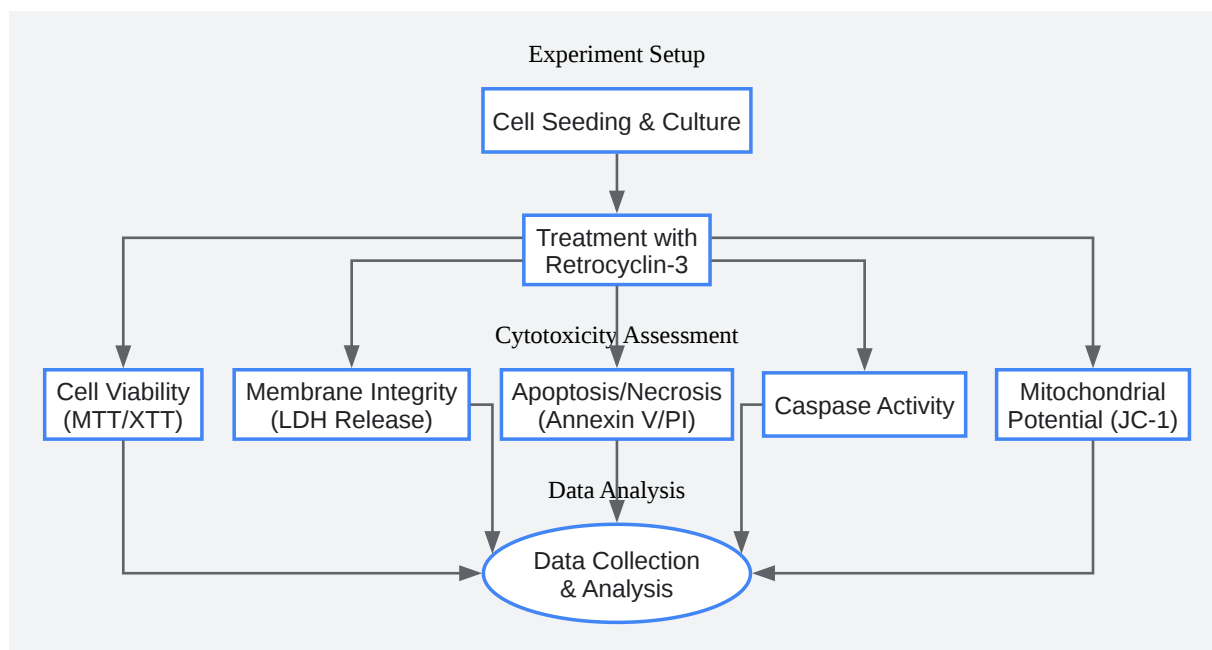 Experiment Setup
Cell Seeding & Culture
Treatment with
Retrocyclin-3
Cytotoxicity Assessment
Cell Viability
(MTT/XTT)
Membrane Integrity
(LDH Release)
Apoptosis/Necrosis
(Annexin V/PI)
Caspase Activity
Mitochondrial
Potential (JC-1)
Data Analysis
Data Collection
& Analysis